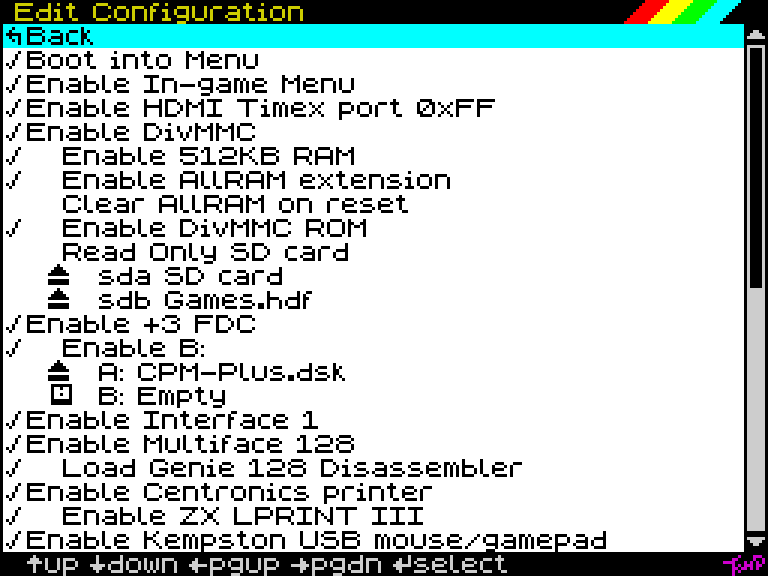 Edit Configuration
↰Back
✓Boot into Menu
✓Enable In-game Menu
✓Enable HDMI Timex port 0xFF
✓Enable DivMMC
✓ Enable 512KB RAM
✓ Enable AllRAM extension
Clear AllRAM on reset
✓ Enable DivMMC ROM
Read Only SD card
⏏ sda SD card
⏏ sdb Games.hdf
✓Enable +3 FDC
✓ Enable B:
⏏ A: CPM-Plus.dsk
B: Empty
✓Enable Interface 1
✓Enable Multiface 128
✓ Load Genie 128 Disassembler
✓Enable Centronics printer
✓ Enable ZX LPRINT III
✓Enable Kempston USB mouse/gamepad
↑up ↓down ←pgup →pgdn ↵select